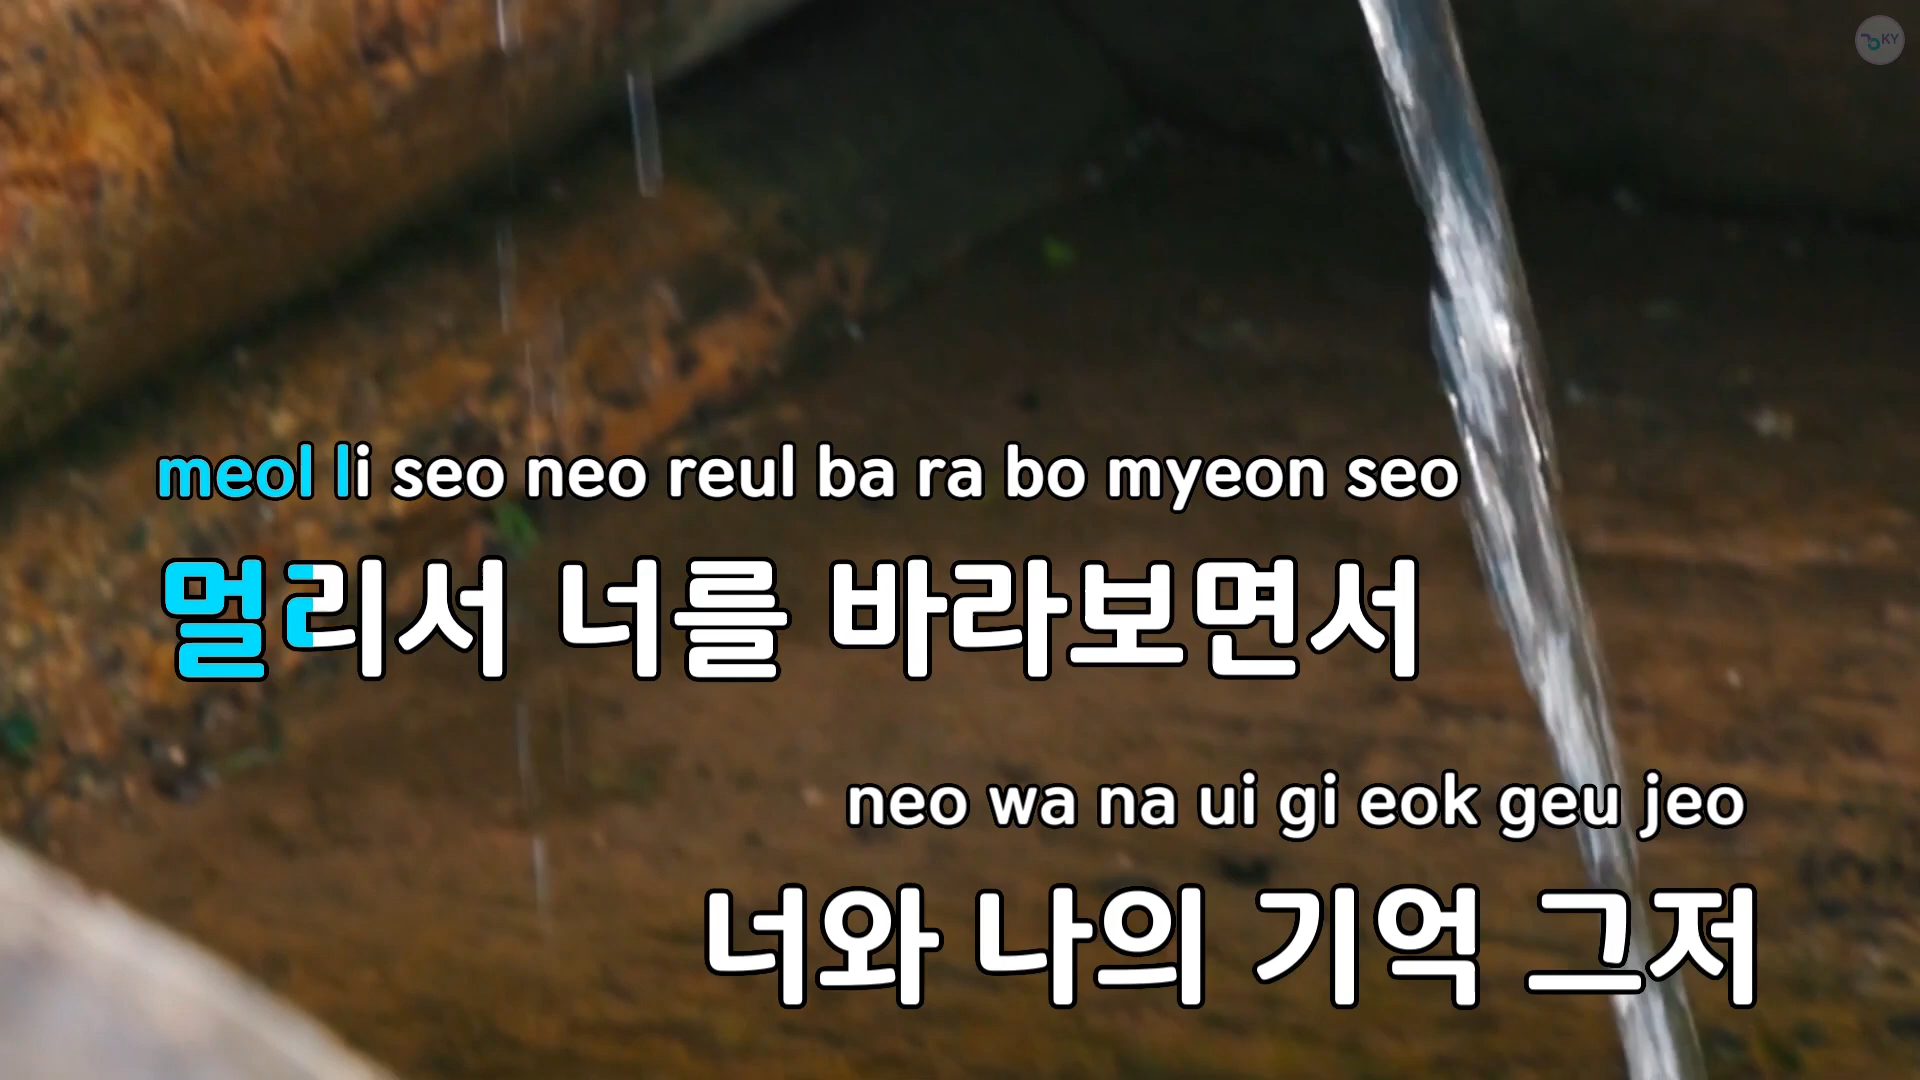 KY
meol li seo neo reul ba ra bo myeon seo
멀리서 너를 바라보면서
neo wa na ui gi eok geu jeo
너와 나의 기억 그저